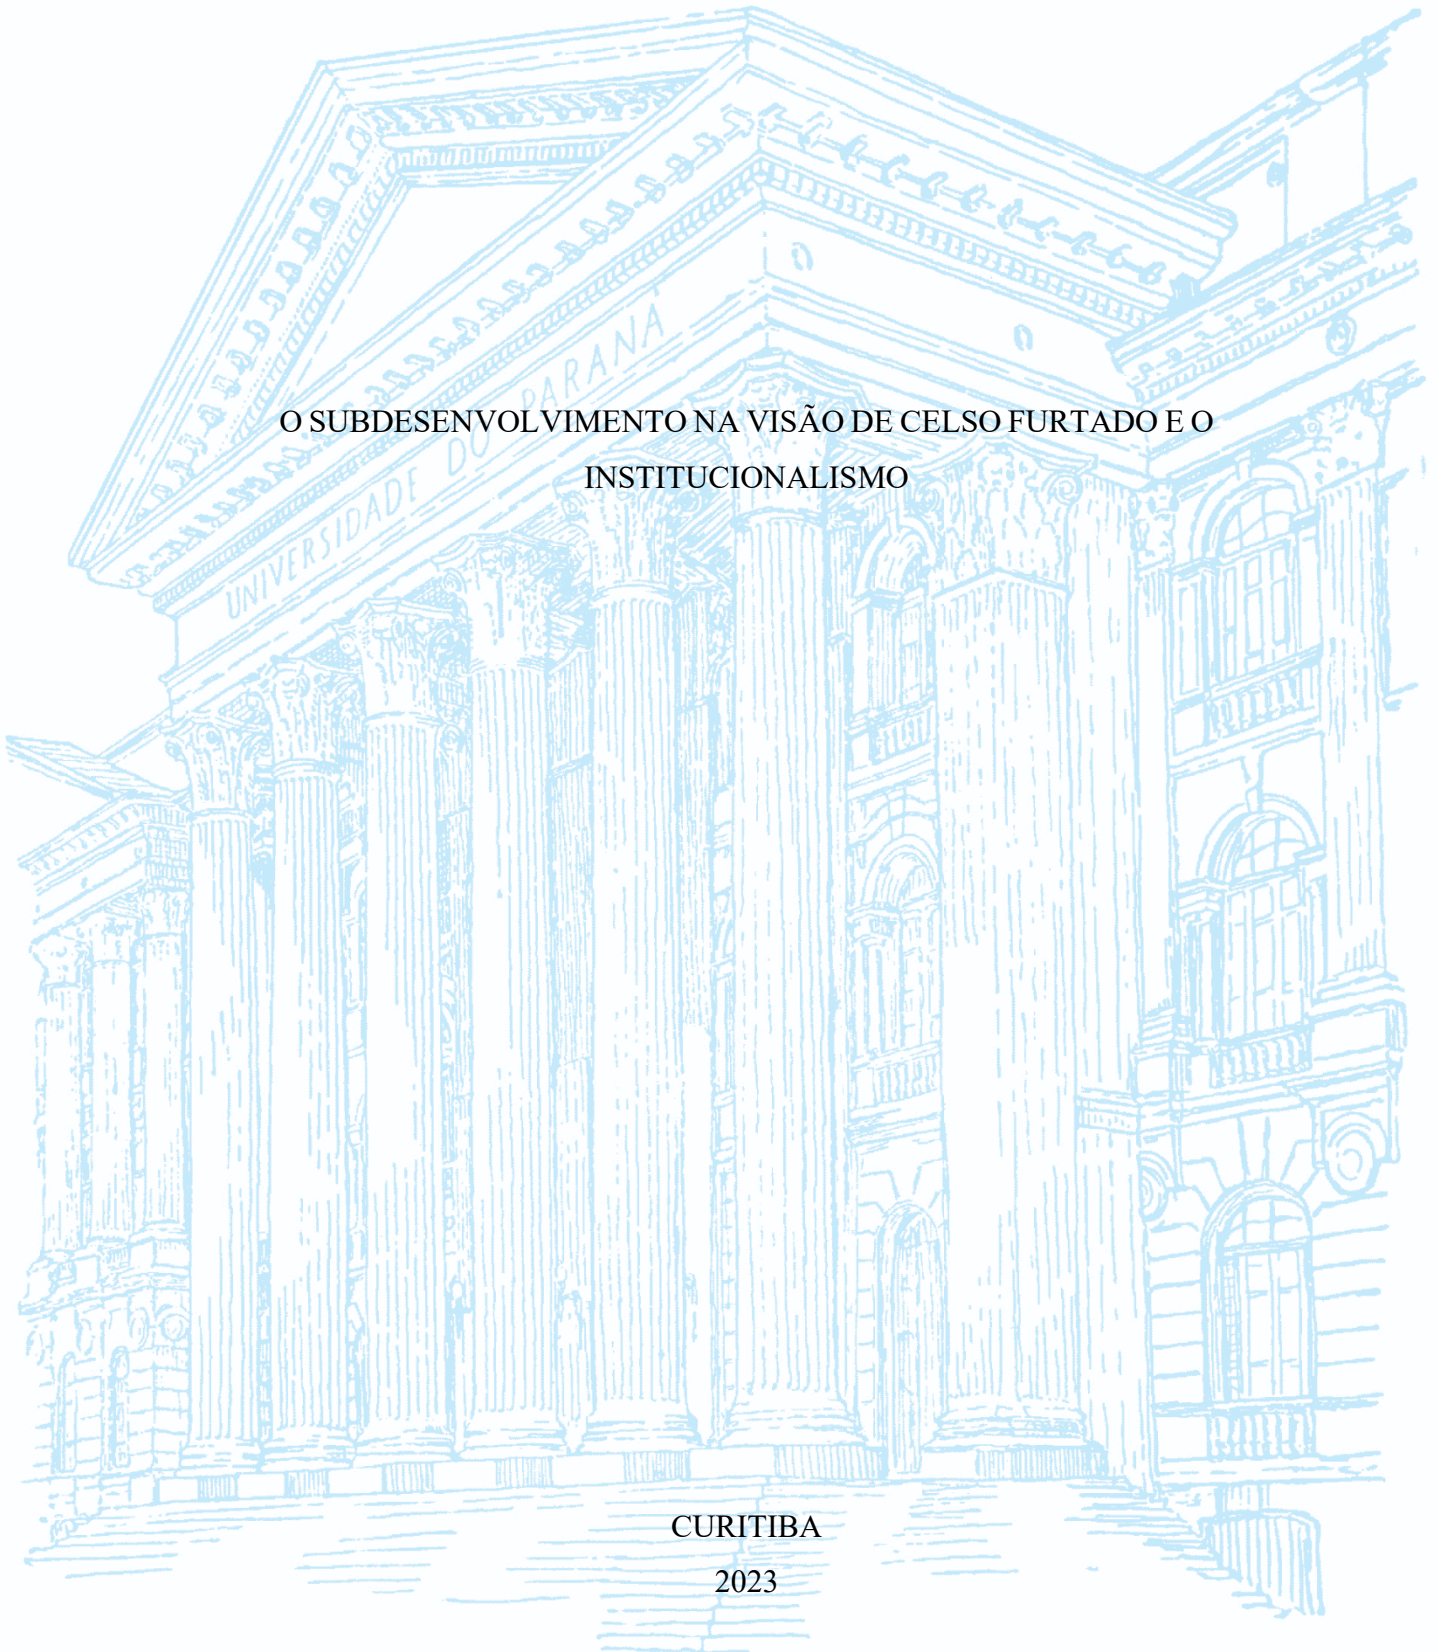 UNIVERSIDADE DO PARANÁ
O SUBDESENVOLVIMENTO NA VISÃO DE CELSO FURTADO E O
INSTITUCIONALISMO
CURITIBA
2023